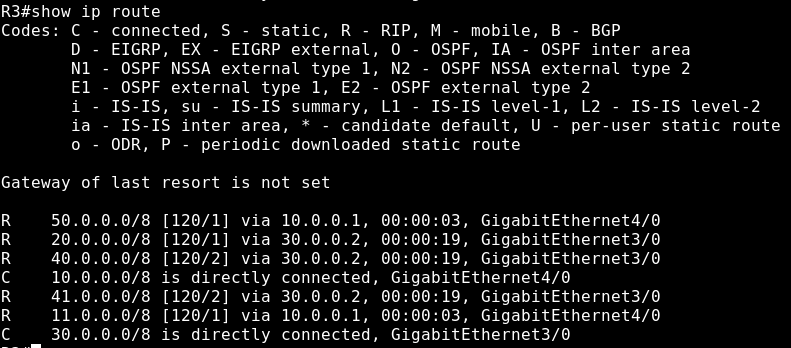 R3#show ip route
Codes: C - connected, S - static, R - RIP, M - mobile, B - BGP
       D - EIGRP, EX - EIGRP external, O - OSPF, IA - OSPF inter area
       N1 - OSPF NSSA external type 1, N2 - OSPF NSSA external type 2
       E1 - OSPF external type 1, E2 - OSPF external type 2
       i - IS-IS, su - IS-IS summary, L1 - IS-IS level-1, L2 - IS-IS level-2
       ia - IS-IS inter area, * - candidate default, U - per-user static route
       o - ODR, P - periodic downloaded static route
Gateway of last resort is not set
R    50.0.0.0/8 [120/1] via 10.0.0.1, 00:00:03, GigabitEthernet4/0
R    20.0.0.0/8 [120/1] via 30.0.0.2, 00:00:19, GigabitEthernet3/0
R    40.0.0.0/8 [120/2] via 30.0.0.2, 00:00:19, GigabitEthernet3/0
C    10.0.0.0/8 is directly connected, GigabitEthernet4/0
R    41.0.0.0/8 [120/2] via 30.0.0.2, 00:00:19, GigabitEthernet3/0
R    11.0.0.0/8 [120/1] via 10.0.0.1, 00:00:03, GigabitEthernet4/0
C    30.0.0.0/8 is directly connected, GigabitEthernet3/0